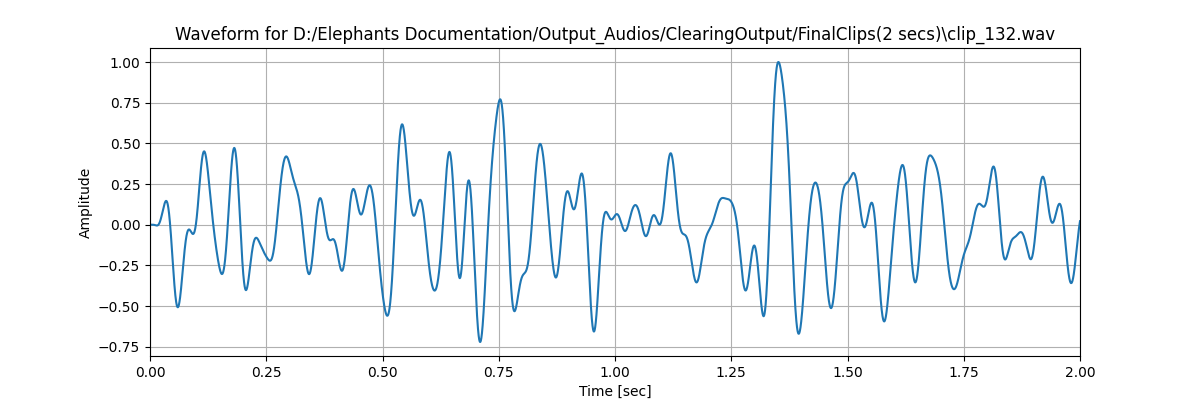 Waveform for D:/Elephants Documentation/Output_Audios/ClearingOutput/FinalClips(2 secs)\clip_132.wav
1.00
0.75
0.50
0.25
0.00
−0.25
−0.50
−0.75
Amplitude
0.00 0.25 0.50 0.75 1.00 1.25 1.50 1.75 2.00
Time [sec]